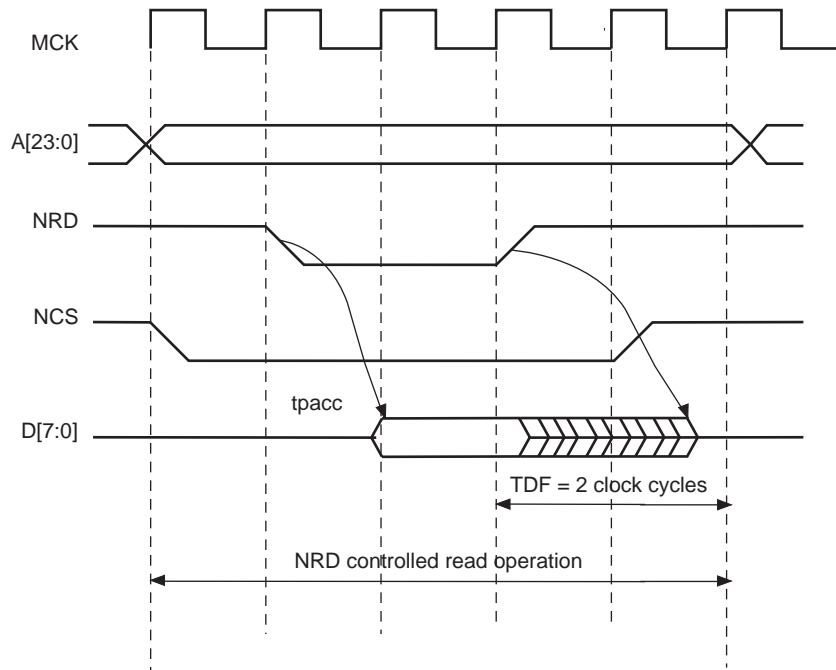 MCK
A[23:0]
NRD
NCS
tpacc
D[7:0]
TDF = 2 clock cycles
NRD controlled read operation